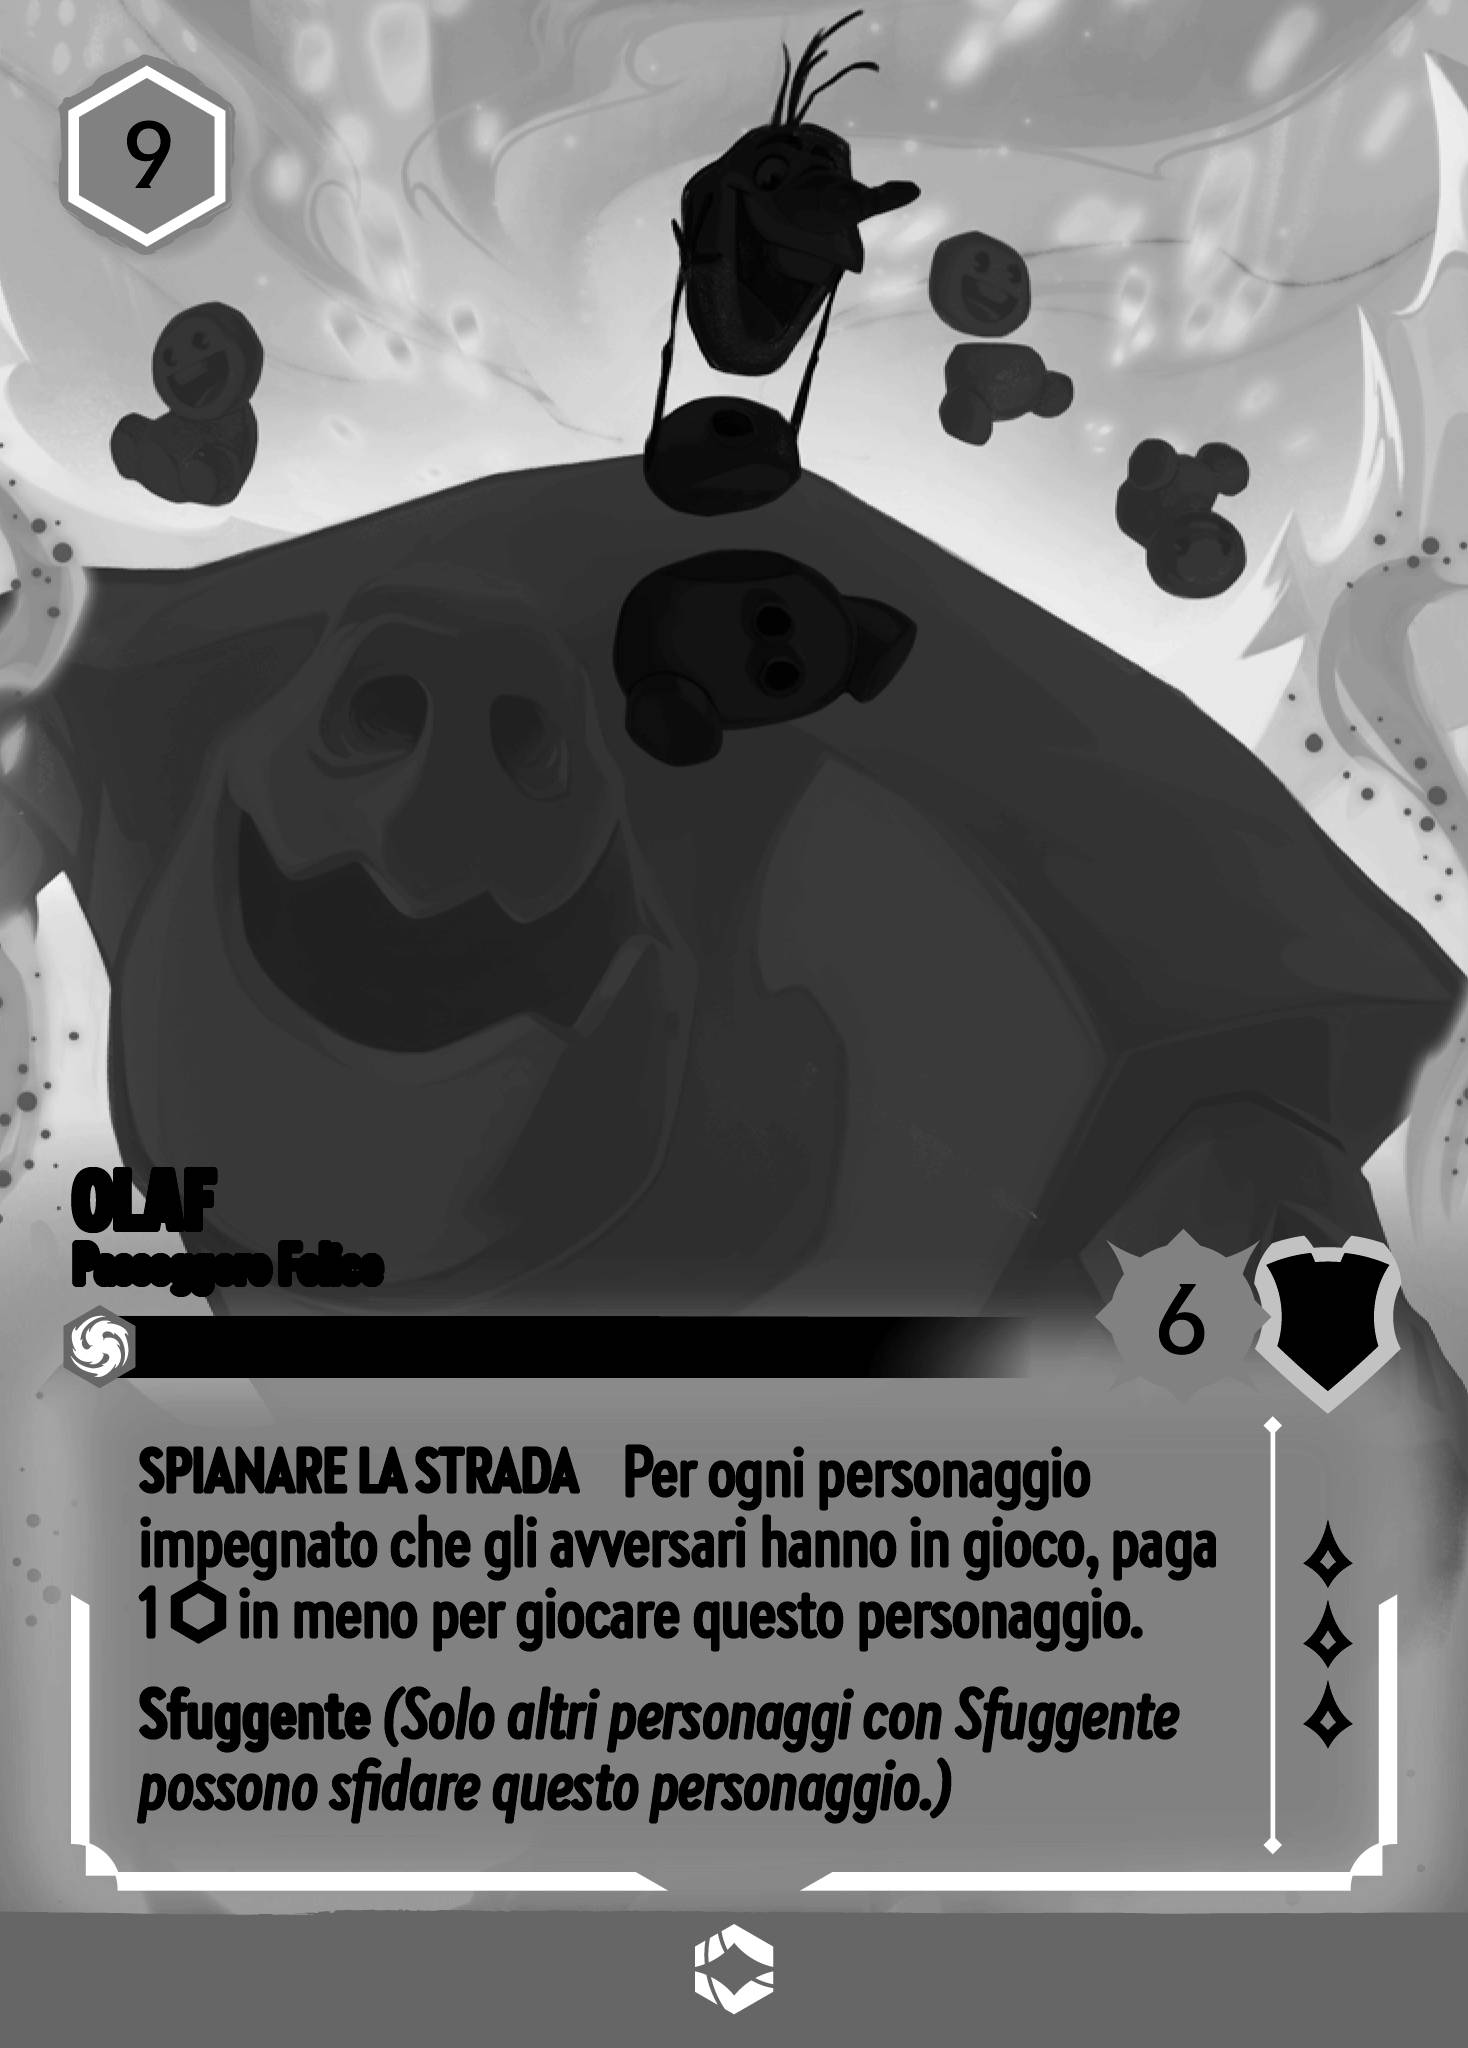 9
OLAF
Passeggero Felice
6
SPIANARE LA STRADA Per ogni personaggio
impegnato che gli avversari hanno in gioco, paga
1 in meno per giocare questo personaggio.
Sfuggente (Solo altri personaggi con Sfuggente
possono sfidare questo personaggio.)